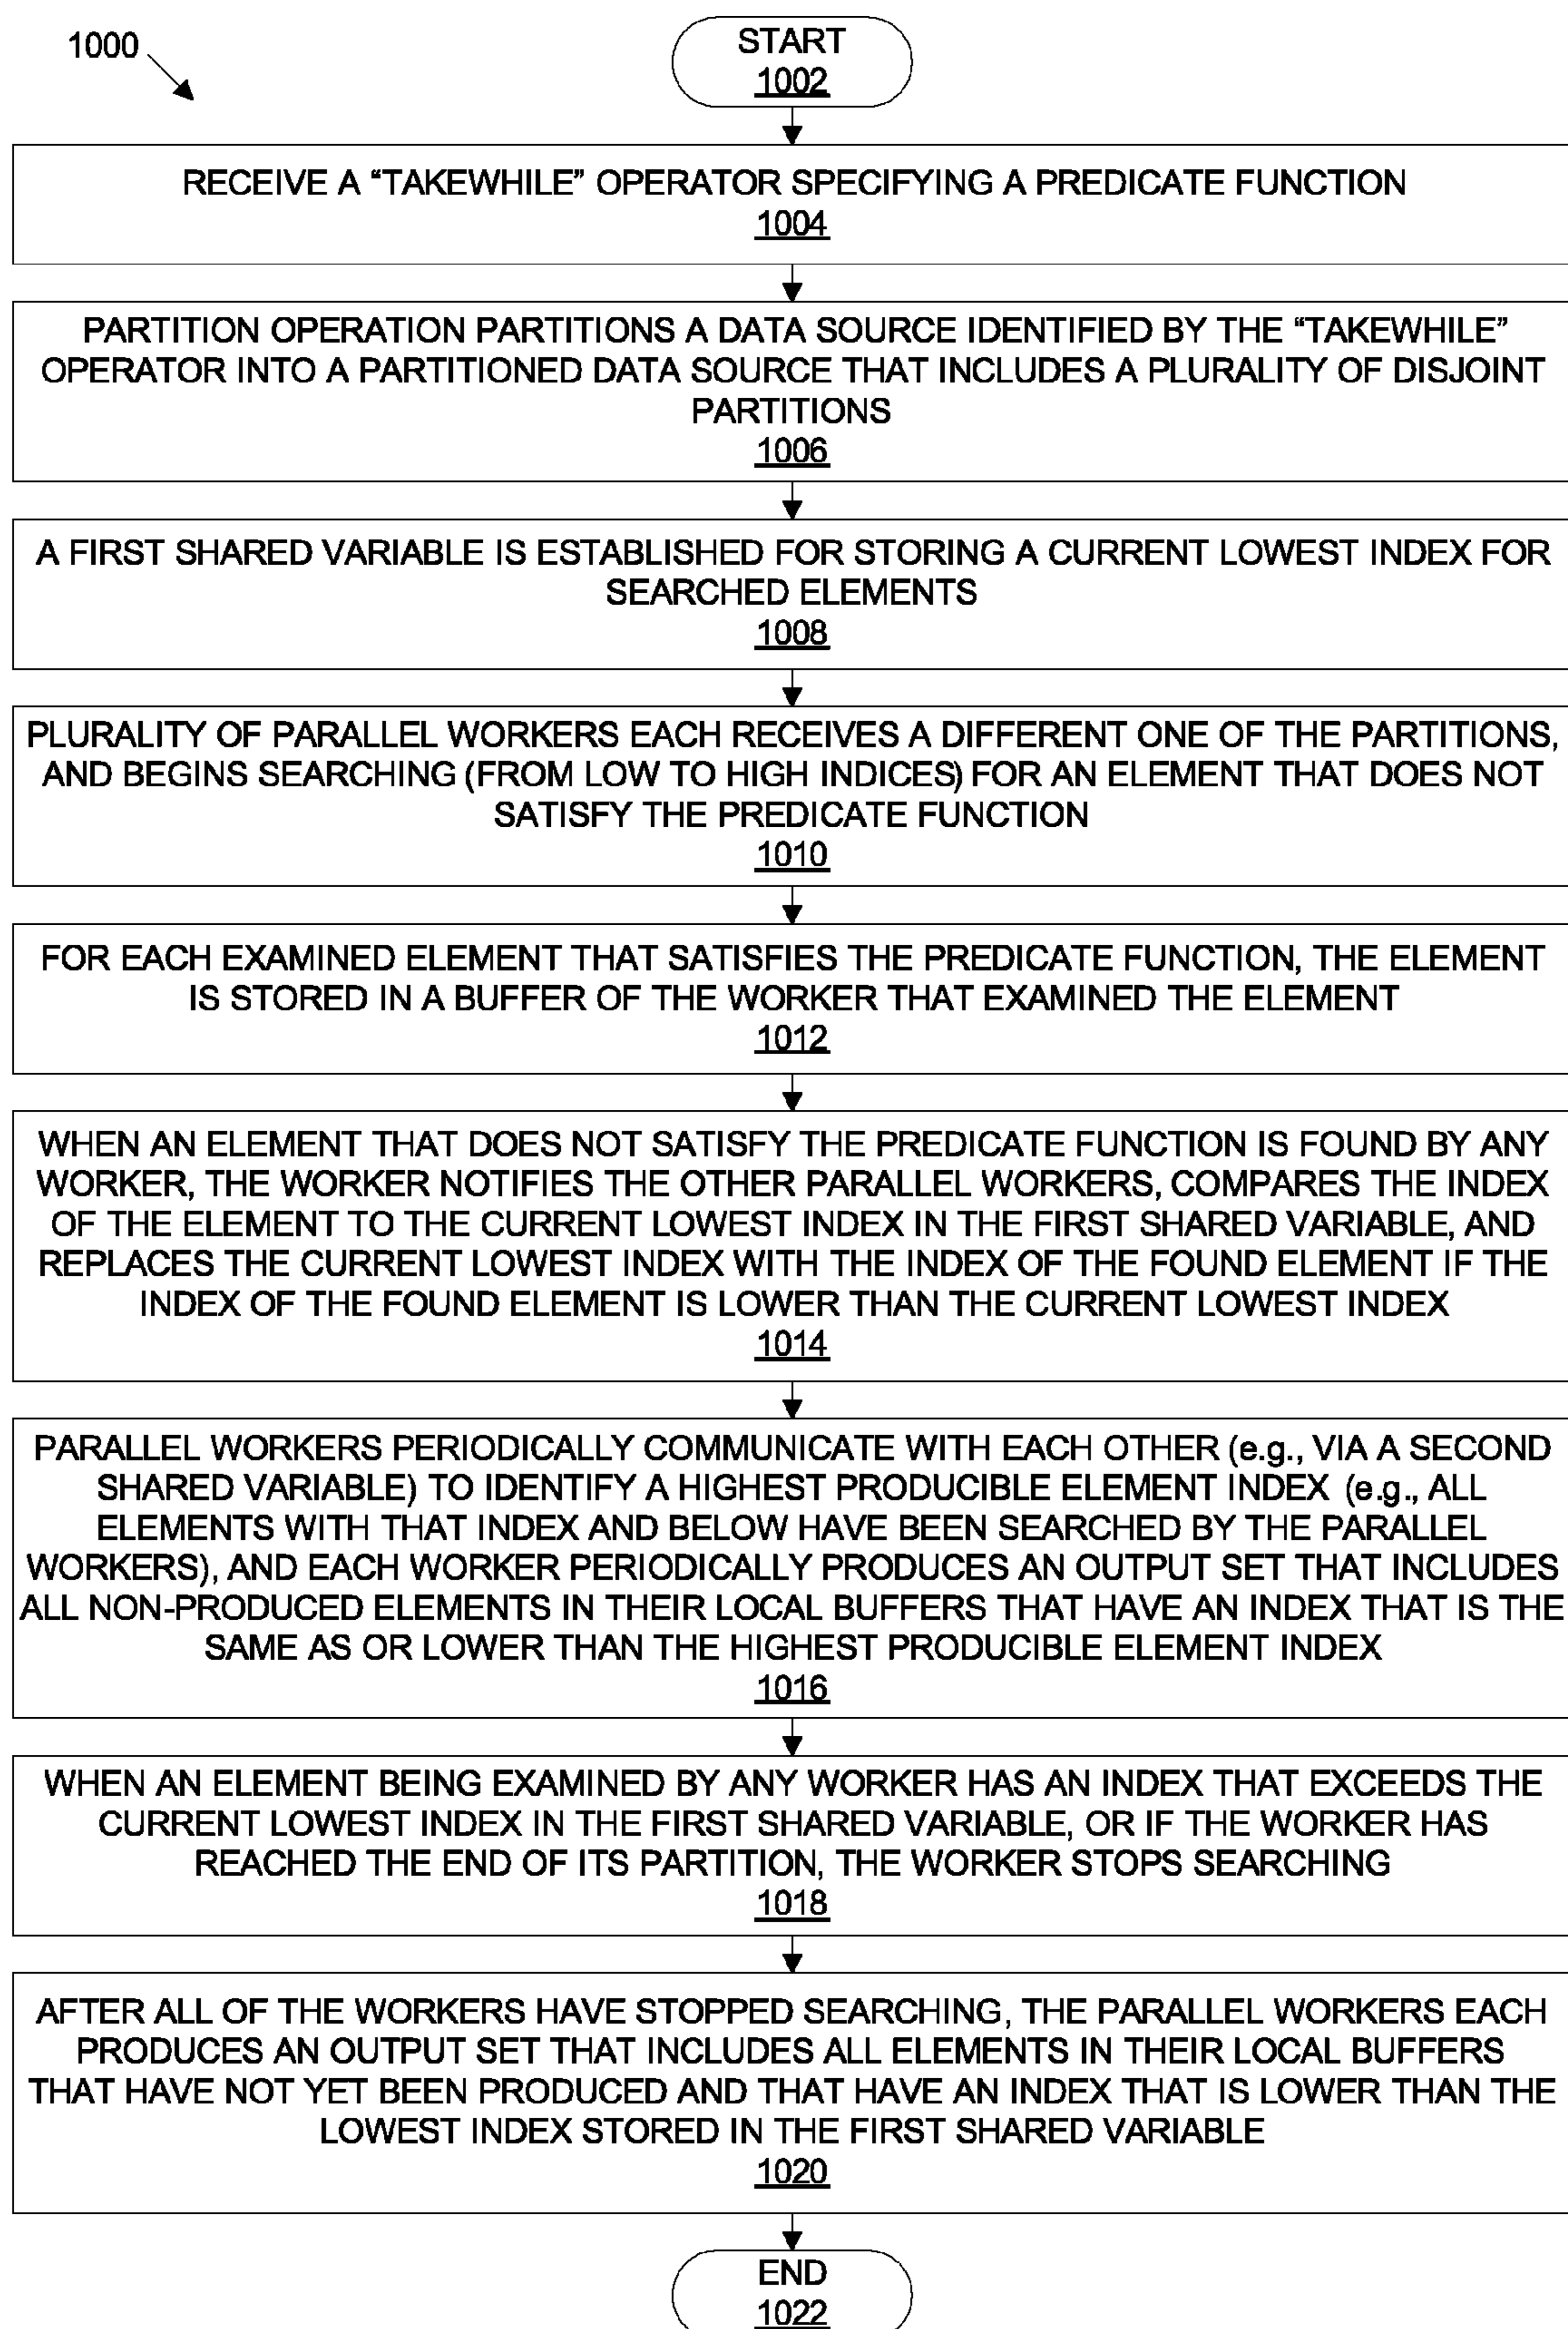 1000
START
1002
RECEIVE A “TAKEWHILE” OPERATOR SPECIFYING A PREDICATE FUNCTION
1004
PARTITION OPERATION PARTITIONS A DATA SOURCE IDENTIFIED BY THE “TAKEWHILE”
OPERATOR INTO A PARTITIONED DATA SOURCE THAT INCLUDES A PLURALITY OF DISJOINT
PARTITIONS
1006
A FIRST SHARED VARIABLE IS ESTABLISHED FOR STORING A CURRENT LOWEST INDEX FOR
SEARCHED ELEMENTS
1008
PLURALITY OF PARALLEL WORKERS EACH RECEIVES A DIFFERENT ONE OF THE PARTITIONS,
AND BEGINS SEARCHING (FROM LOW TO HIGH INDICES) FOR AN ELEMENT THAT DOES NOT
SATISFY THE PREDICATE FUNCTION
1010
FOR EACH EXAMINED ELEMENT THAT SATISFIES THE PREDICATE FUNCTION, THE ELEMENT
IS STORED IN A BUFFER OF THE WORKER THAT EXAMINED THE ELEMENT
1012
WHEN AN ELEMENT THAT DOES NOT SATISFY THE PREDICATE FUNCTION IS FOUND BY ANY
WORKER, THE WORKER NOTIFIES THE OTHER PARALLEL WORKERS, COMPARES THE INDEX
OF THE ELEMENT TO THE CURRENT LOWEST INDEX IN THE FIRST SHARED VARIABLE, AND
REPLACES THE CURRENT LOWEST INDEX WITH THE INDEX OF THE FOUND ELEMENT IF THE
INDEX OF THE FOUND ELEMENT IS LOWER THAN THE CURRENT LOWEST INDEX
1014
PARALLEL WORKERS PERIODICALLY COMMUNICATE WITH EACH OTHER (e.g., VIA A SECOND
SHARED VARIABLE) TO IDENTIFY A HIGHEST PRODUCIBLE ELEMENT INDEX (e.g., ALL
ELEMENTS WITH THAT INDEX AND BELOW HAVE BEEN SEARCHED BY THE PARALLEL
WORKERS), AND EACH WORKER PERIODICALLY PRODUCES AN OUTPUT SET THAT INCLUDES
ALL NON-PRODUCED ELEMENTS IN THEIR LOCAL BUFFERS THAT HAVE AN INDEX THAT IS THE
SAME AS OR LOWER THAN THE HIGHEST PRODUCIBLE ELEMENT INDEX
1016
WHEN AN ELEMENT BEING EXAMINED BY ANY WORKER HAS AN INDEX THAT EXCEEDS THE
CURRENT LOWEST INDEX IN THE FIRST SHARED VARIABLE, OR IF THE WORKER HAS
REACHED THE END OF ITS PARTITION, THE WORKER STOPS SEARCHING
1018
AFTER ALL OF THE WORKERS HAVE STOPPED SEARCHING, THE PARALLEL WORKERS EACH
PRODUCES AN OUTPUT SET THAT INCLUDES ALL ELEMENTS IN THEIR LOCAL BUFFERS
THAT HAVE NOT YET BEEN PRODUCED AND THAT HAVE AN INDEX THAT IS LOWER THAN THE
LOWEST INDEX STORED IN THE FIRST SHARED VARIABLE
1020
END
1022